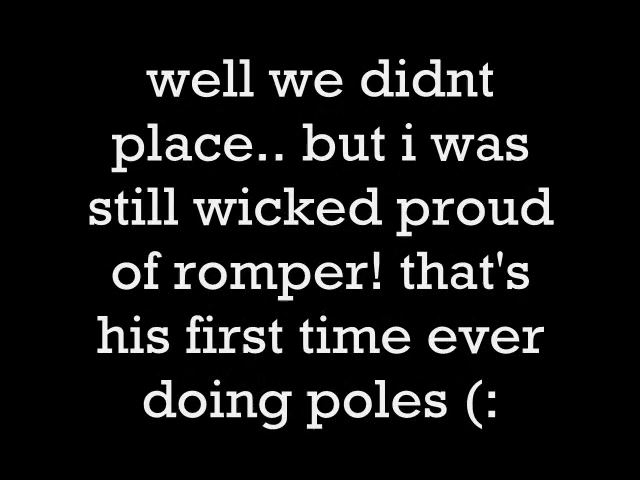 well we didnt
place.. but i was
still wicked proud
of romper! that's
his first time ever
doing poles (: